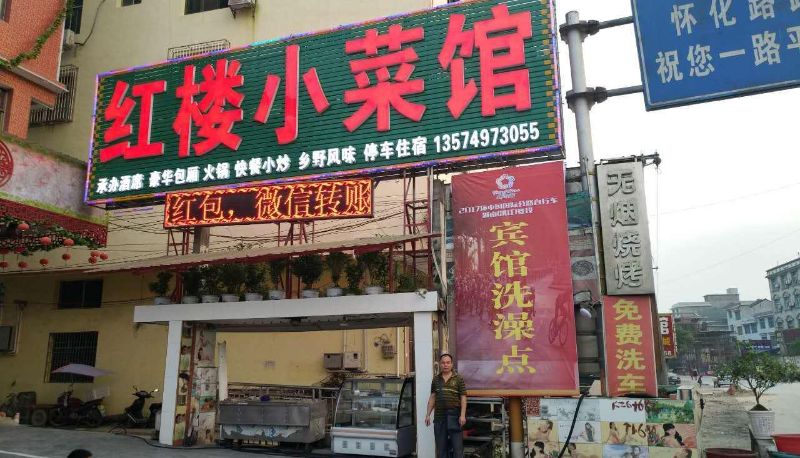 怀化路路
祝您一路平
红楼小菜馆
承办酒席 豪华包厢 火锅 快餐小炒 乡野风味 停车住宿 13574973055
红包，微信转账
宾馆洗澡点
无烟烧烤
免费洗车